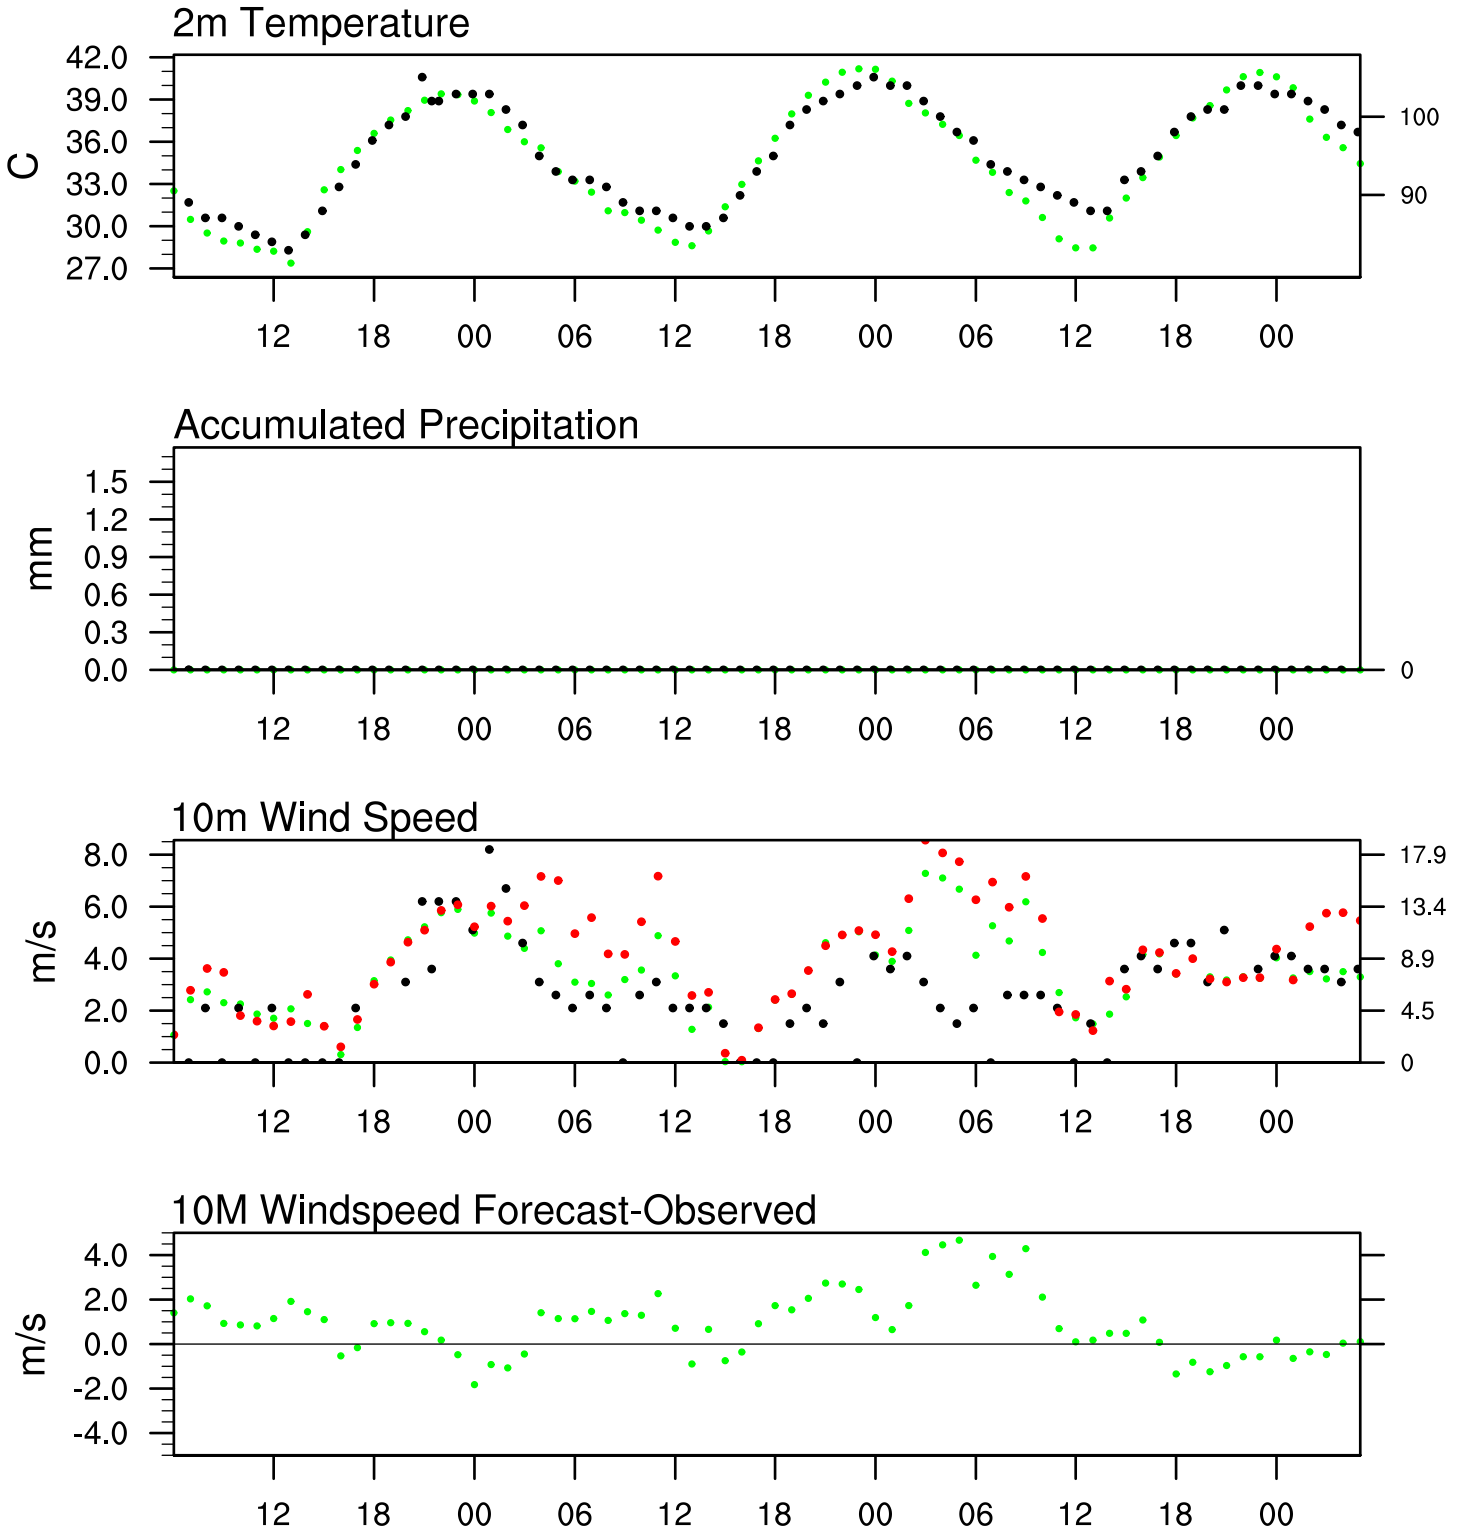 2m Temperature
42.0
39.0
36.0
33.0
30.0
27.0
C
100
90
12 18 00 06 12 18 00 06 12 18 00
Accumulated Precipitation
1.5
1.2
0.9
0.6
0.3
0.0
mm
0
12 18 00 06 12 18 00 06 12 18 00
10m Wind Speed
8.0
6.0
4.0
2.0
0.0
m/s
17.9
13.4
8.9
4.5
0
12 18 00 06 12 18 00 06 12 18 00
10M Windspeed Forecast-Observed
4.0
2.0
0.0
-2.0
-4.0
m/s
12 18 00 06 12 18 00 06 12 18 00